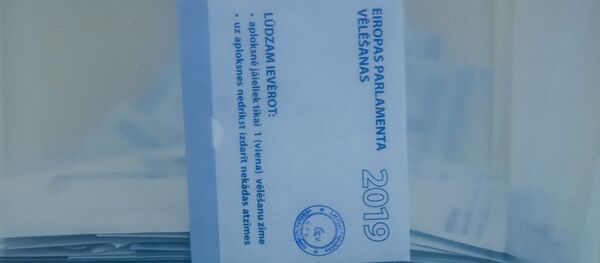 EIROPAS PARLAMENTA
VĒLĒŠANAS
2019
LŪDZAM IEVĒROT:
• aploksnē jāieliek tikai 1 (viena) vēlēšanu zīme
• uz aploksnes nedrīkst izdarīt nekādas atzīmes